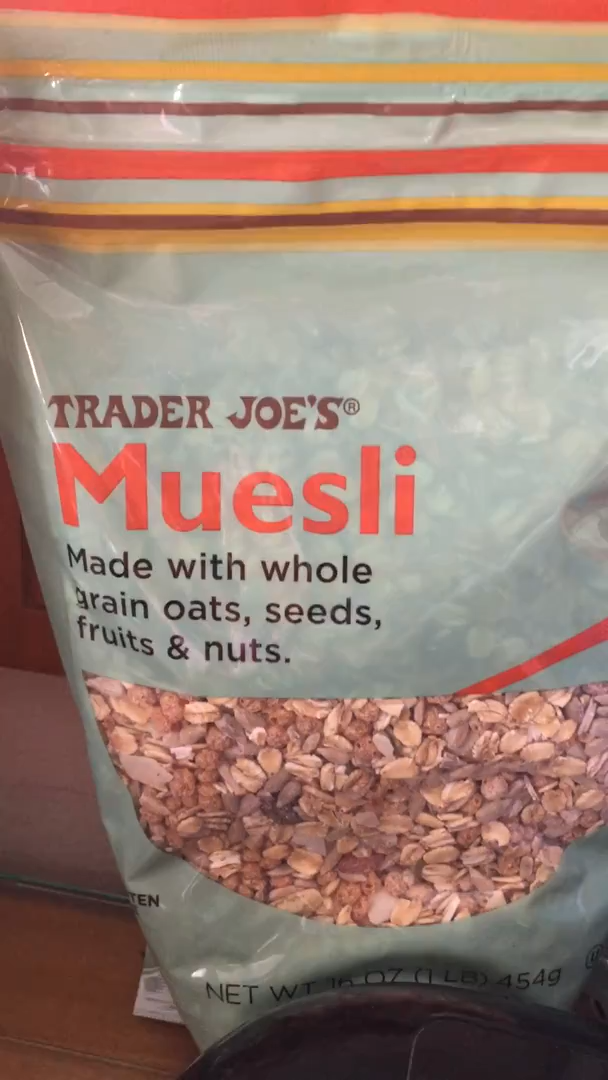 TRADER JOE'S®
Muesli
Made with whole
grain oats, seeds,
fruits & nuts.
TEN
NET WT. 16 OZ (1 LB) 454g